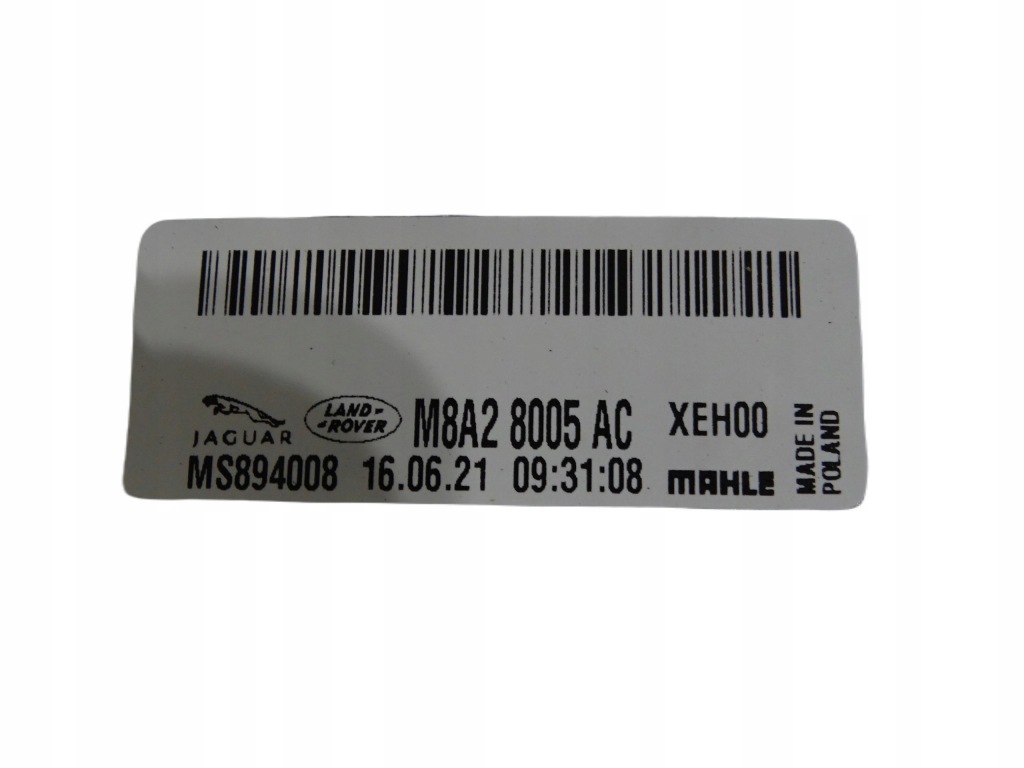 JAGUAR LAND-ROVER M8A2 8005 AC XEH00
MS894008 16.06.21 09:31:08 MAHLE
MADE IN
POLAND